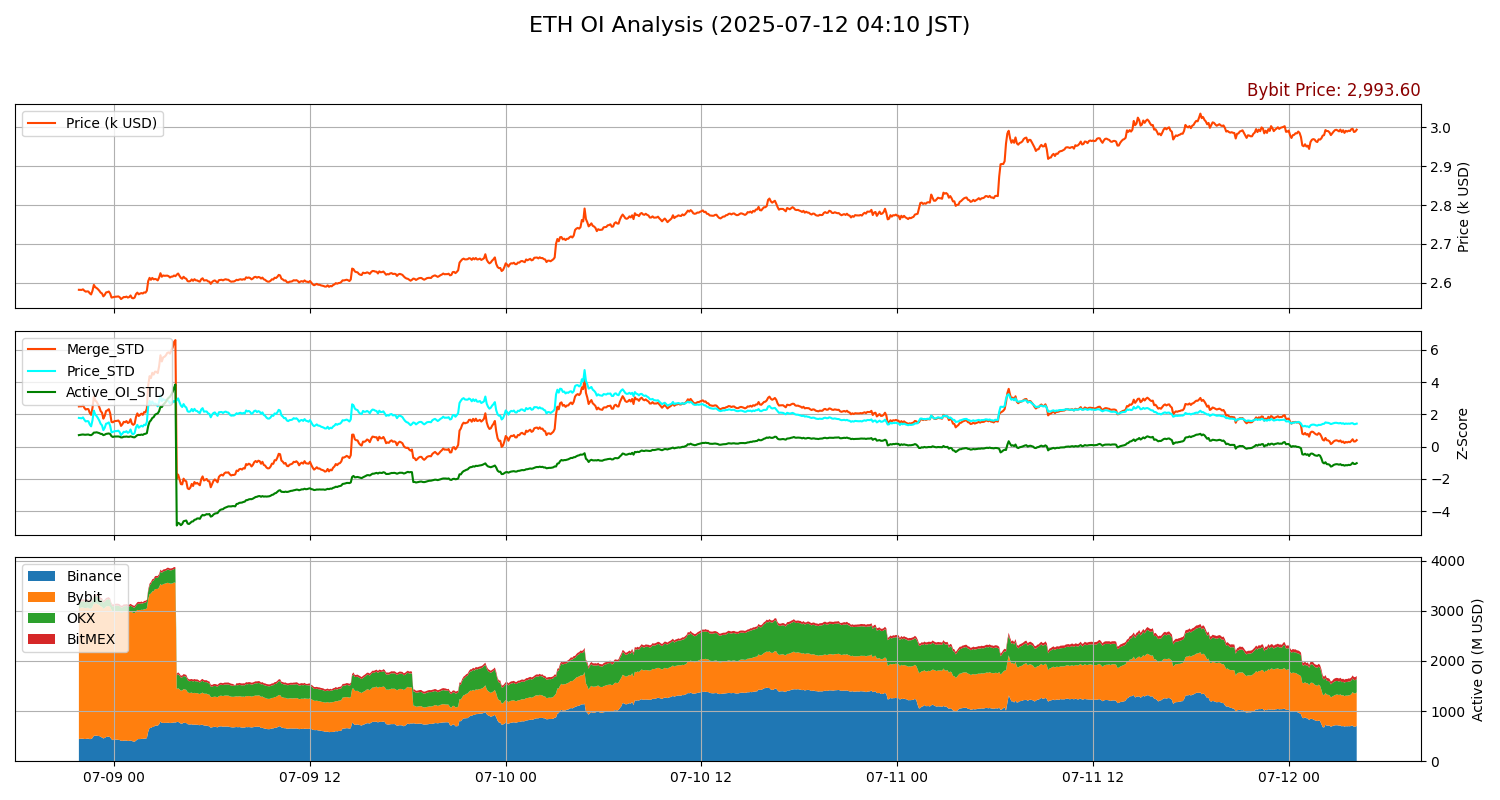 ETH OI Analysis (2025-07-12 04:10 JST)
Bybit Price: 2,993.60
Price (k USD)
3.0
2.9
2.8
2.7
2.6
Price (k USD)
Merge_STD
Price_STD
Active_OI_STD
6
4
2
0
−2
−4
Z-Score
Binance
Bybit
OKX
BitMEX
4000
3000
2000
1000
0
Active OI (M USD)
07-09 00
07-09 12
07-10 00
07-10 12
07-11 00
07-11 12
07-12 00